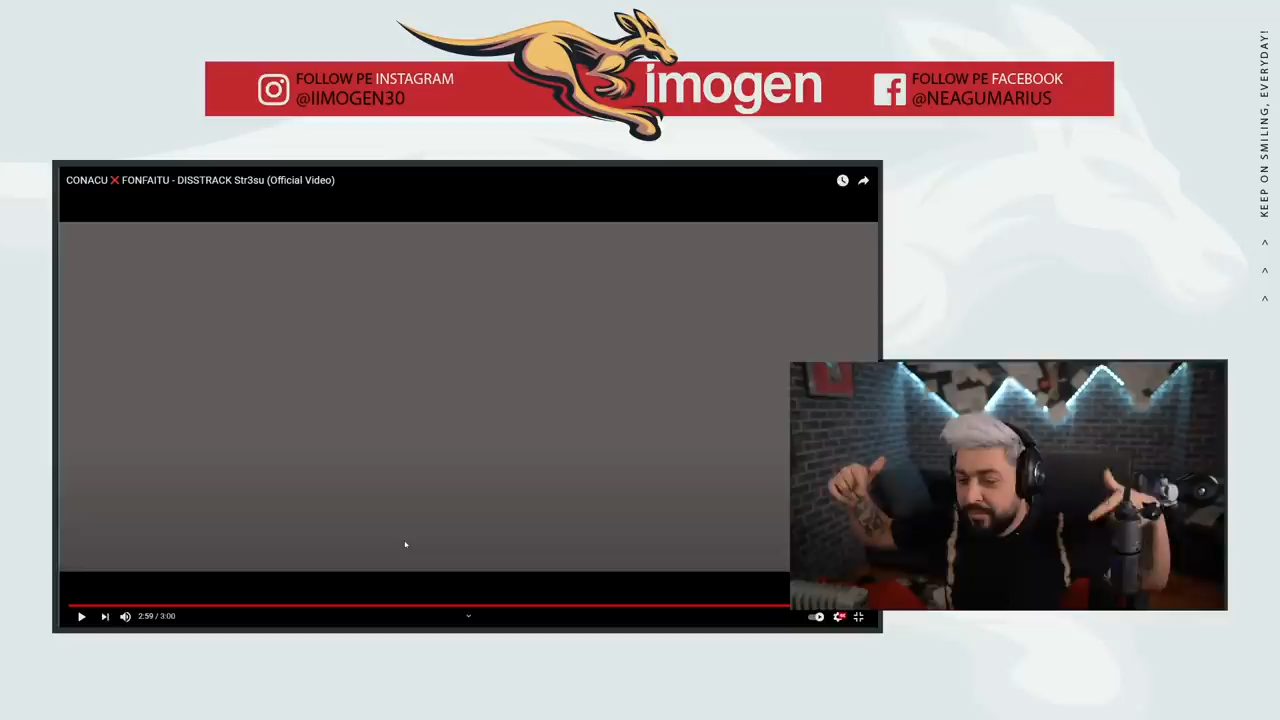 FOLLOW PE INSTAGRAM
@IIMOGEN30
imogen
FOLLOW PE FACEBOOK
@NEAGUMARIUS
KEEP ON SMILING, EVERYDAY!
> > >
CONACU ❌ FONFAITU - DISSTRACK Str3su (Official Video)
2:59 / 3:00